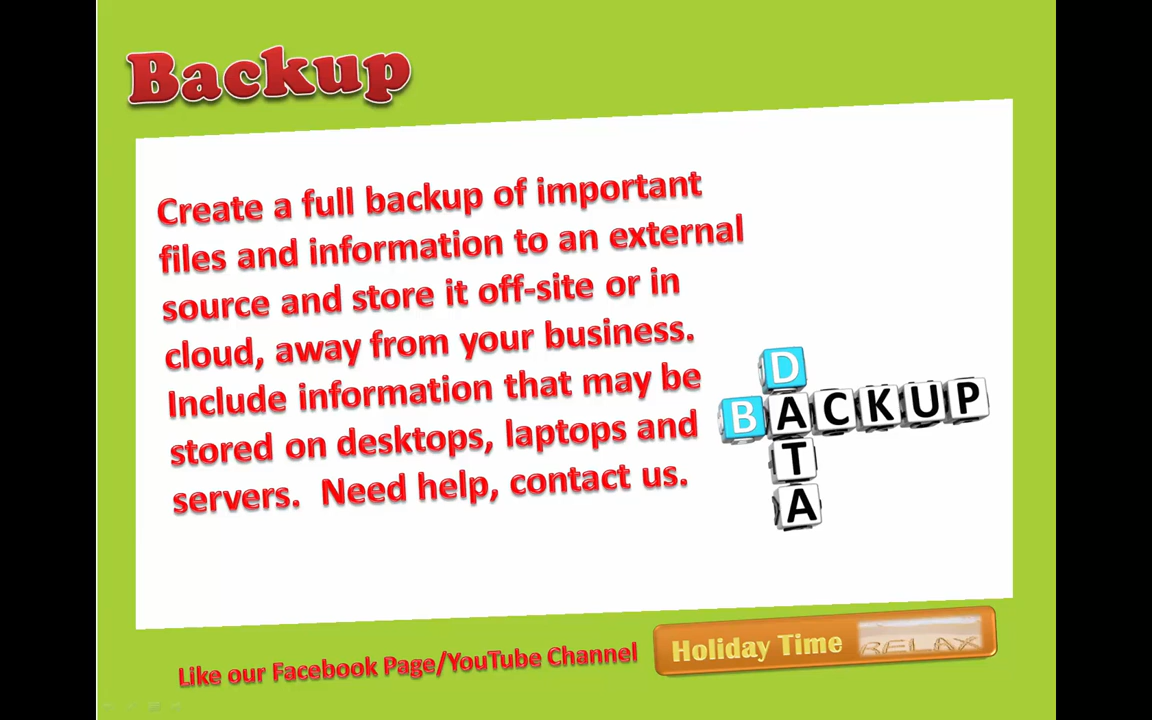 Backup
Create a full backup of important
files and information to an external
source and store it off-site or in
cloud, away from your business.
Include information that may be
stored on desktops, laptops and
servers.  Need help, contact us.
DATA
BACKUP
Like our Facebook Page/YouTube Channel
Holiday Time
RELAX